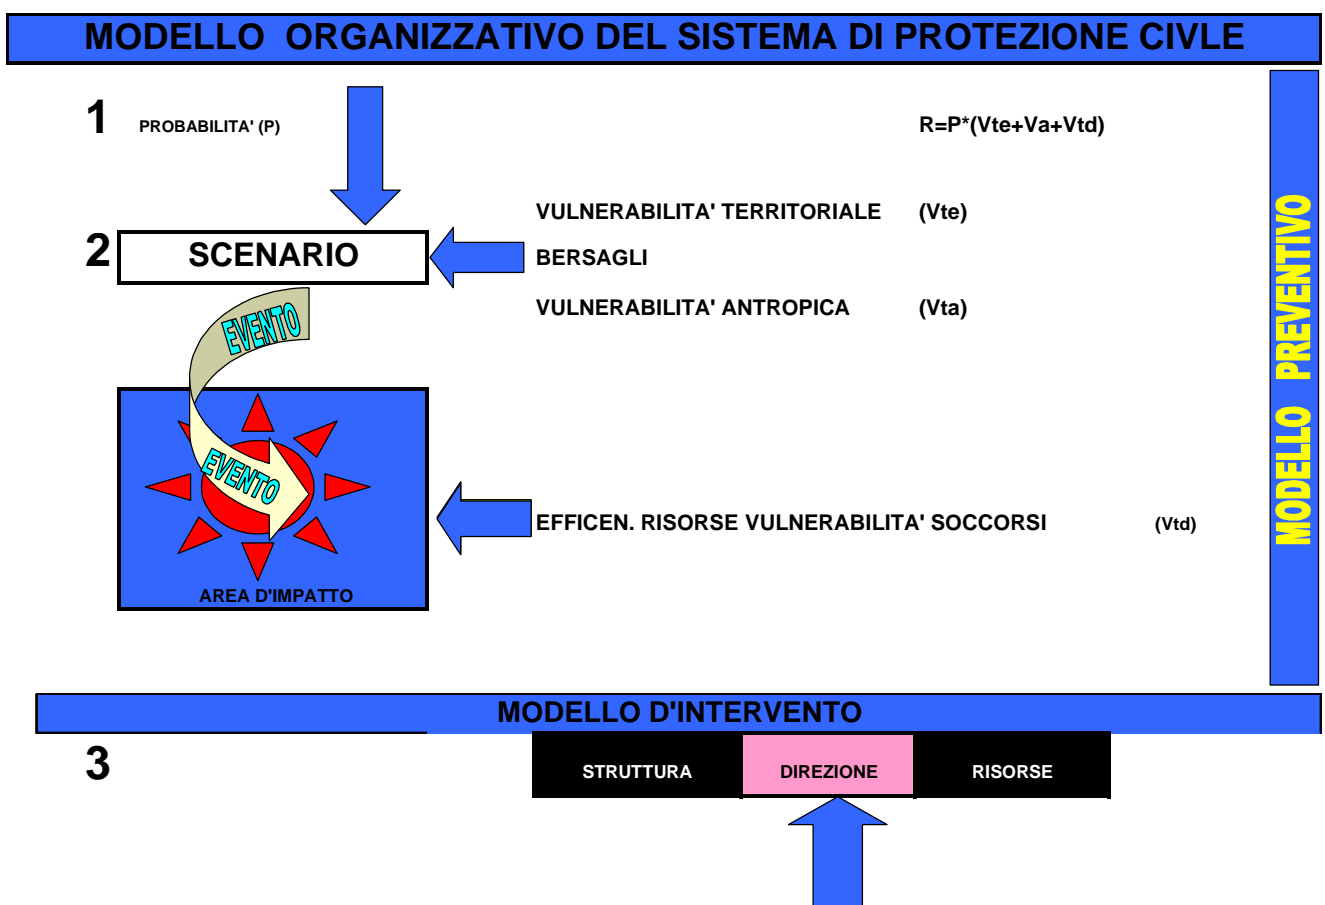 MODELLO ORGANIZZATIVO DEL SISTEMA DI PROTEZIONE CIVLE
1 PROBABILITA' (P) R=P*(Vte+Va+Vtd)
VULNERABILITA' TERRITORIALE (Vte)
2 SCENARIO BERSAGLI
VULNERABILITA' ANTROPICA (Vta)
EVENTO
EVENTO
EFFICEN. RISORSE VULNERABILITA' SOCCORSI (Vtd)
AREA D'IMPATTO
MODELLO PREVENTIVO
MODELLO D'INTERVENTO
3 STRUTTURA DIREZIONE RISORSE